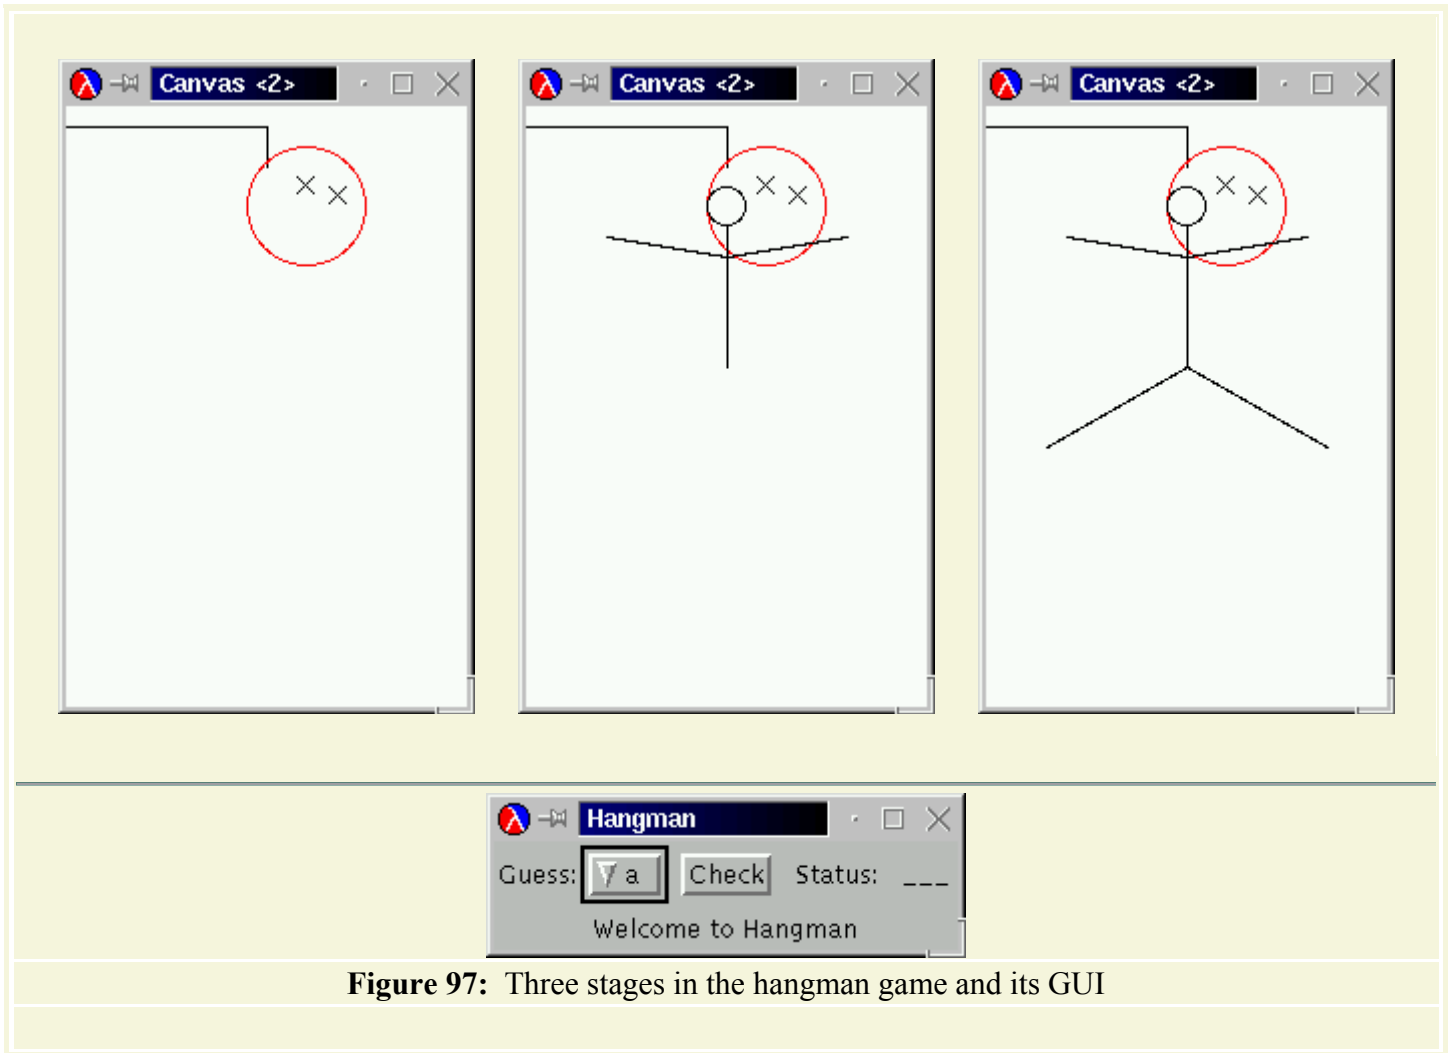 Canvas <2>
Canvas <2>
Canvas <2>
Hangman
Guess: a Check Status: ___
Welcome to Hangman
Figure 97: Three stages in the hangman game and its GUI